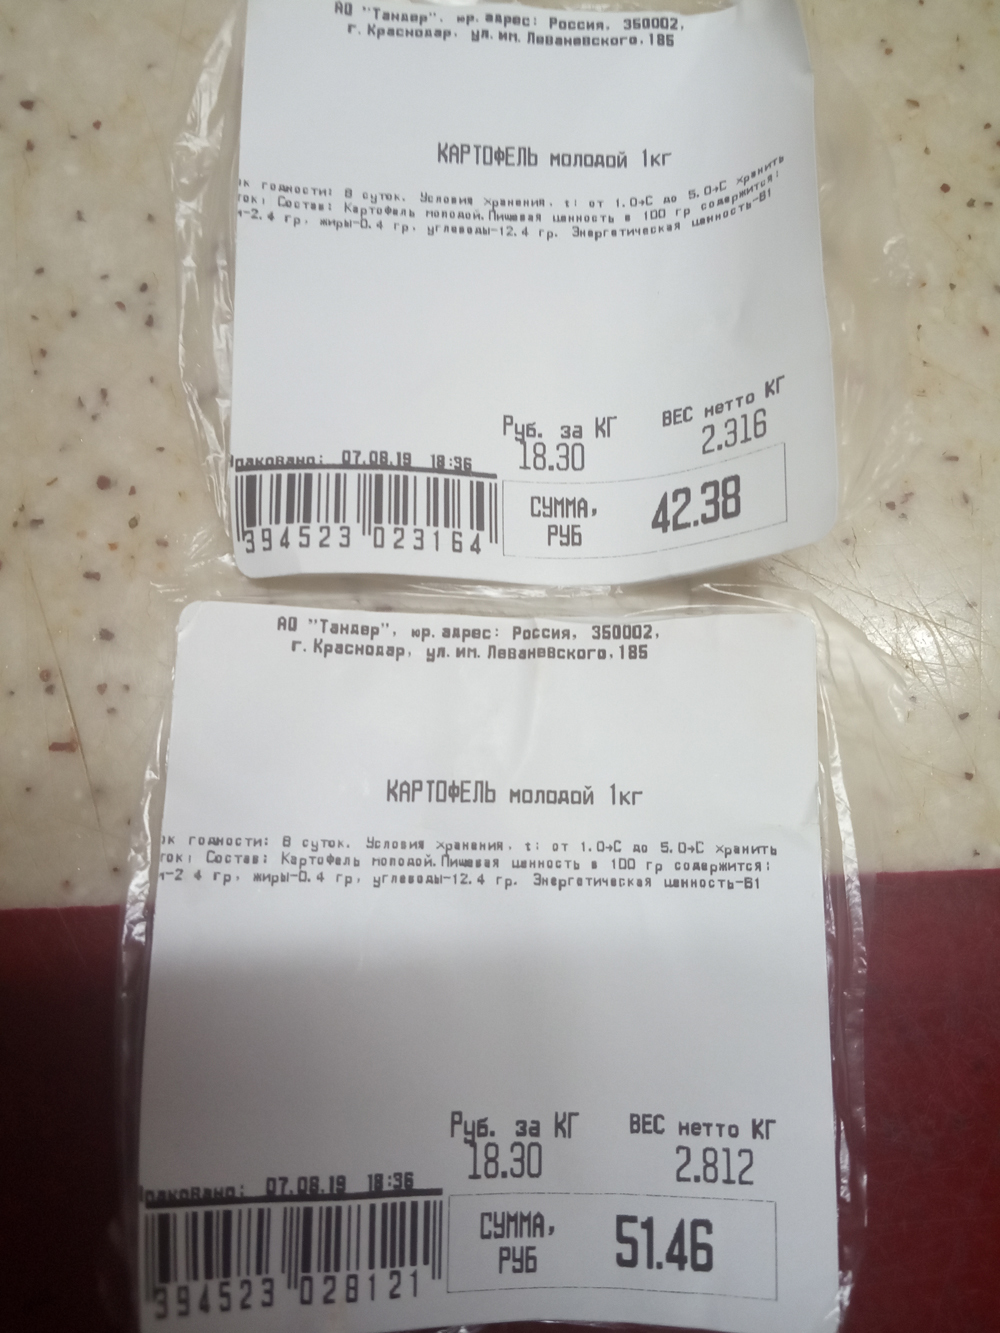 АО "Тандер", юр. адрес: Россия, 350002,
г. Краснодар, ул. им. Леваневского, 185
КАРТОФЕЛЬ молодой 1кг
ок годности: 8 суток. Условия хранения, t: от 1.0→C до 5.0→C хранить
ток; Состав: Картофель молодой.Пищевая ценность в 100 гр содержится:
и-2.4 гр, жиры-0.4 гр, углеводы-12.4 гр. Энергетическая ценность-61
Руб. за КГ ВЕС нетто КГ
18.30 2.316
Упаковано: 07.08.19 18:36
СУММА, РУБ 42.38
394523 023164
АО "Тандер", юр. адрес: Россия, 350002,
г. Краснодар, ул. им. Леваневского, 185
КАРТОФЕЛЬ молодой 1кг
ок годности: 8 суток. Условия хранения, t: от 1.0→C до 5.0→C хранить
ток; Состав: Картофель молодой.Пищевая ценность в 100 гр содержится:
и-2 4 гр, жиры-0.4 гр, углеводы-12.4 гр. Энергетическая ценность-61
Руб. за КГ ВЕС нетто КГ
18.30 2.812
Упаковано: 07.08.19 18:36
СУММА, РУБ 51.46
394523 028121